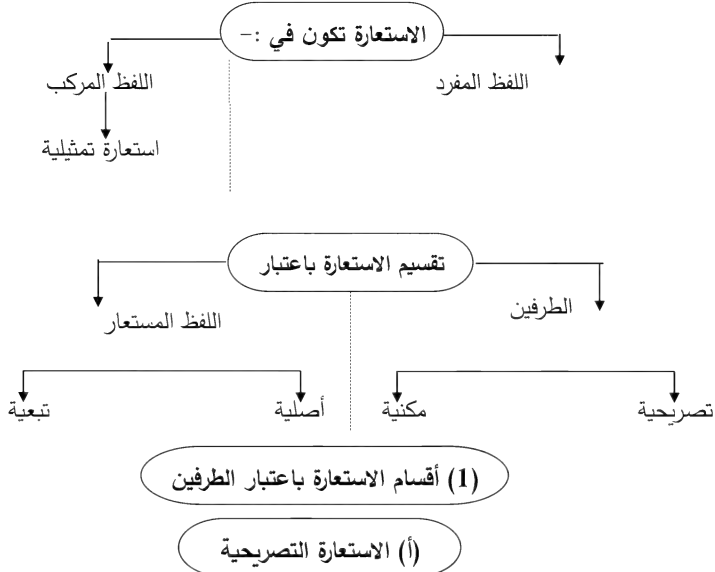 الاستعارة تكون في :-
اللفظ المفرد
اللفظ المركب
استعارة تمثيلية
تقسيم الاستعارة باعتبار
الطرفين
اللفظ المستعار
تصريحية
مكنية
أصلية
تبعية
(1) أقسام الاستعارة باعتبار الطرفين
(أ) الاستعارة التصريحية